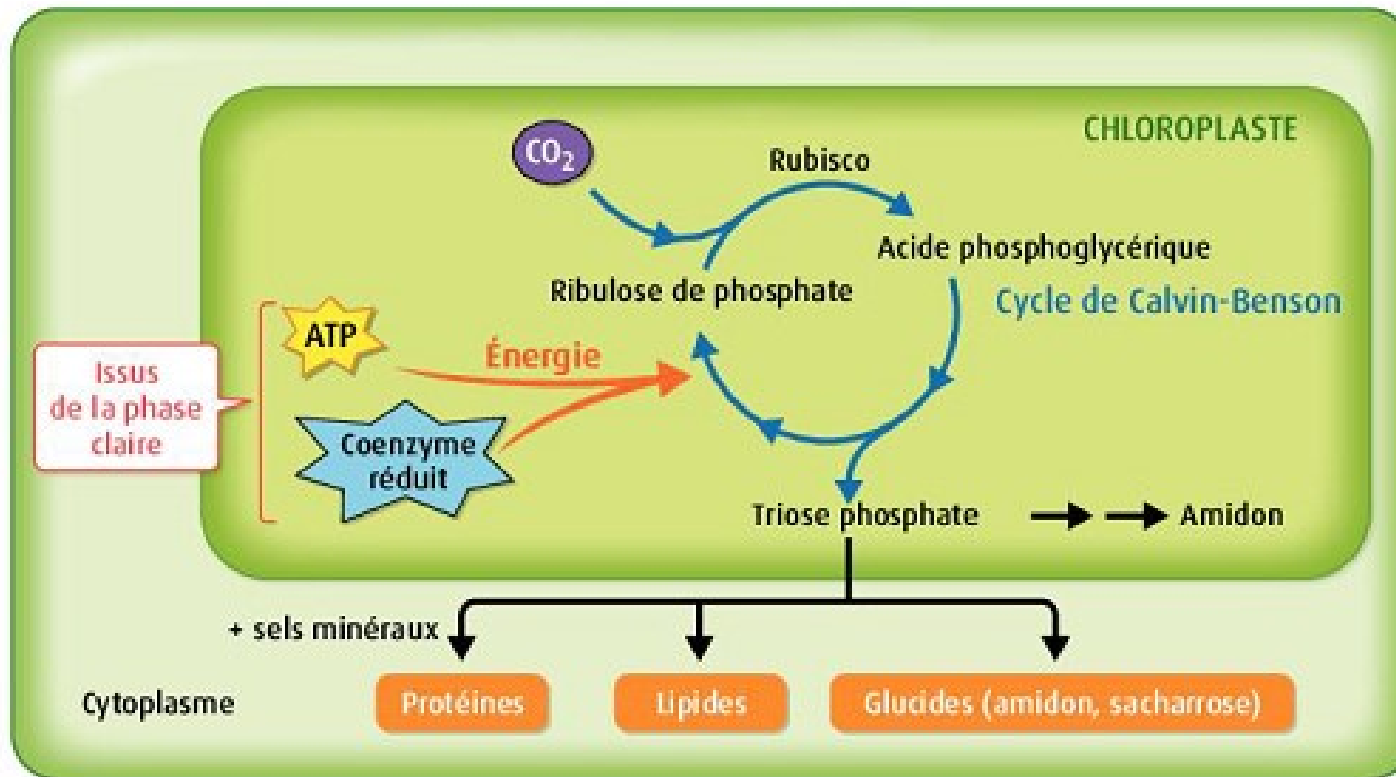 CHLOROPLASTE
CO2
Rubisco
Acide phosphoglycérique
Ribulose de phosphate
Cycle de Calvin-Benson
ATP
Énergie
Issus
de la phase
claire
Coenzyme
réduit
Triose phosphate
Amidon
+ sels minéraux
Cytoplasme
Protéines
Lipides
Glucides (amidon, sacharrose)